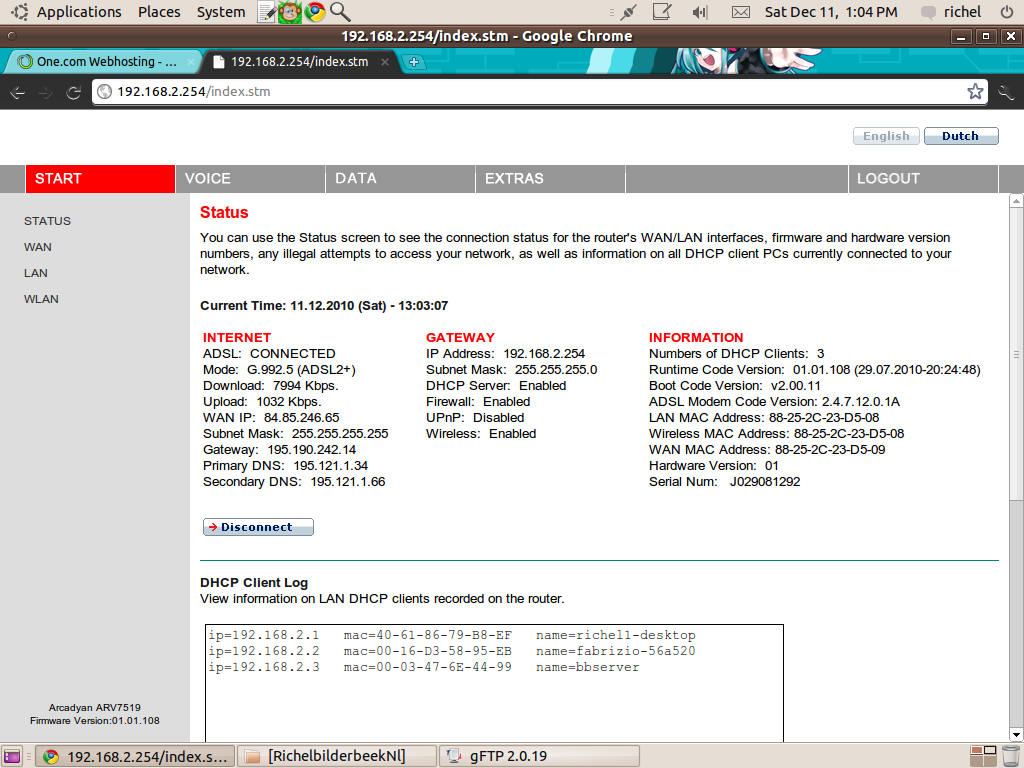 Applications Places System Sat Dec 11, 1:04 PM richel
192.168.2.254/index.stm - Google Chrome
One.com Webhosting - ... 192.168.2.254/index.stm
192.168.2.254/index.stm
English Dutch
START VOICE DATA EXTRAS LOGOUT
STATUS
WAN
LAN
WLAN
Status
You can use the Status screen to see the connection status for the router's WAN/LAN interfaces, firmware and hardware version
numbers, any illegal attempts to access your network, as well as information on all DHCP client PCs currently connected to your
network.
Current Time: 11.12.2010 (Sat) - 13:03:07
INTERNET
ADSL: CONNECTED
Mode: G.992.5 (ADSL2+)
Download: 7994 Kbps.
Upload: 1032 Kbps.
WAN IP: 84.85.246.65
Subnet Mask: 255.255.255.255
Gateway: 195.190.242.14
Primary DNS: 195.121.1.34
Secondary DNS: 195.121.1.66
GATEWAY
IP Address: 192.168.2.254
Subnet Mask: 255.255.255.0
DHCP Server: Enabled
Firewall: Enabled
UPnP: Disabled
Wireless: Enabled
INFORMATION
Numbers of DHCP Clients: 3
Runtime Code Version: 01.01.108 (29.07.2010-20:24:48)
Boot Code Version: v2.00.11
ADSL Modem Code Version: 2.4.7.12.0.1A
LAN MAC Address: 88-25-2C-23-D5-08
Wireless MAC Address: 88-25-2C-23-D5-08
WAN MAC Address: 88-25-2C-23-D5-09
Hardware Version: 01
Serial Num: J029081292
Disconnect
DHCP Client Log
View information on LAN DHCP clients recorded on the router.
ip=192.168.2.1 mac=40-61-86-79-B8-EF name=richel1-desktop
ip=192.168.2.2 mac=00-16-D3-58-95-EB name=fabrizio-56a520
ip=192.168.2.3 mac=00-03-47-6E-44-99 name=bbserver
Arcadyan ARV7519
Firmware Version:01.01.108
192.168.2.254/index.s... [RichelbilderbeekNl] gFTP 2.0.19